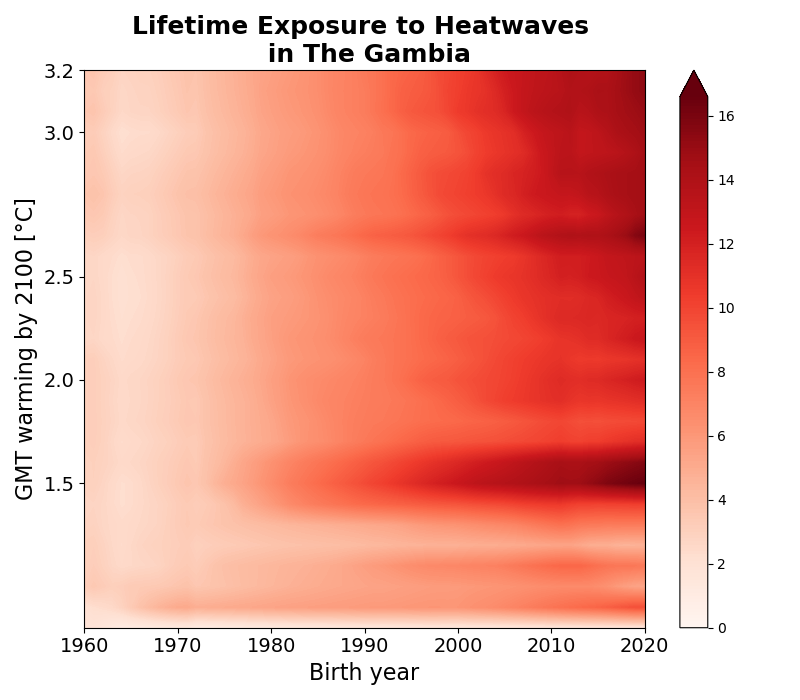 Lifetime Exposure to Heatwaves
in The Gambia
GMT warming by 2100 [°C]
3.2
3.0
2.5
2.0
1.5
1960 1970 1980 1990 2000 2010 2020
Birth year
16
14
12
10
8
6
4
2
0